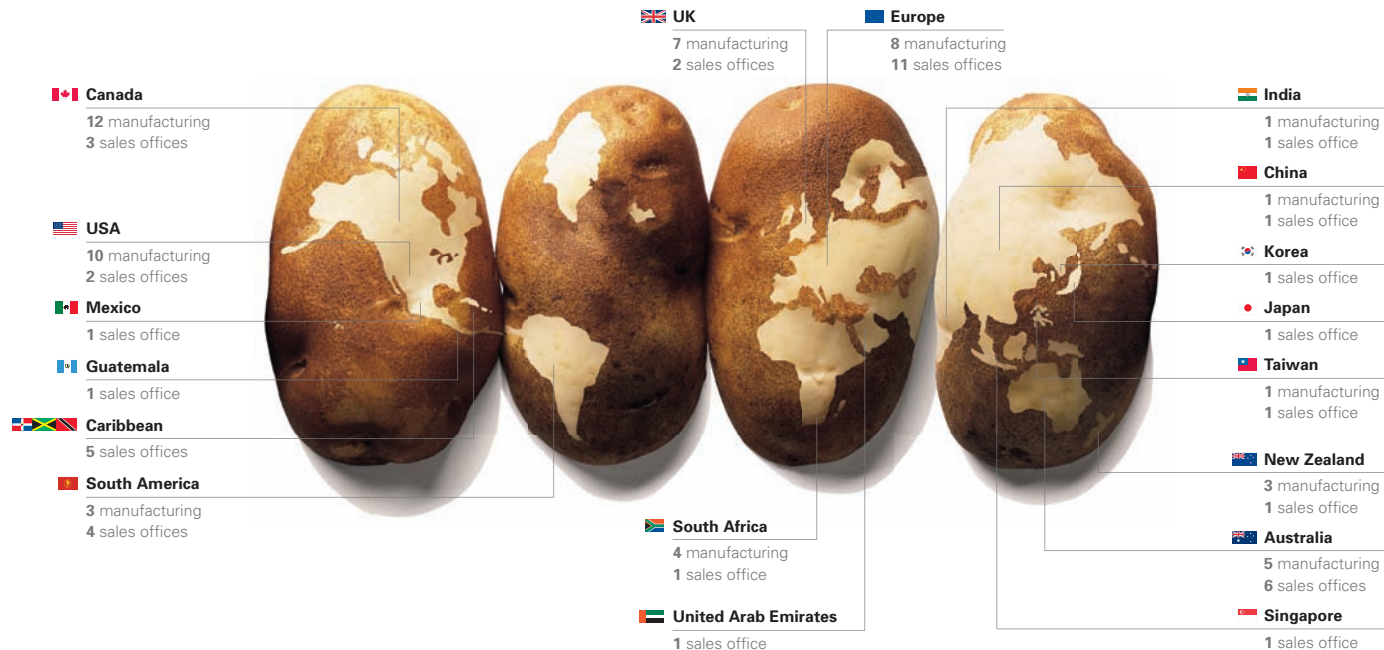 Canada
12 manufacturing
3 sales offices
USA
10 manufacturing
2 sales offices
Mexico
1 sales office
Guatemala
1 sales office
Caribbean
5 sales offices
South America
3 manufacturing
4 sales offices
UK
7 manufacturing
2 sales offices
Europe
8 manufacturing
11 sales offices
South Africa
4 manufacturing
1 sales office
United Arab Emirates
1 sales office
India
1 manufacturing
1 sales office
China
1 manufacturing
1 sales office
Korea
1 sales office
Japan
1 sales office
Taiwan
1 manufacturing
1 sales office
New Zealand
3 manufacturing
1 sales office
Australia
5 manufacturing
6 sales offices
Singapore
1 sales office